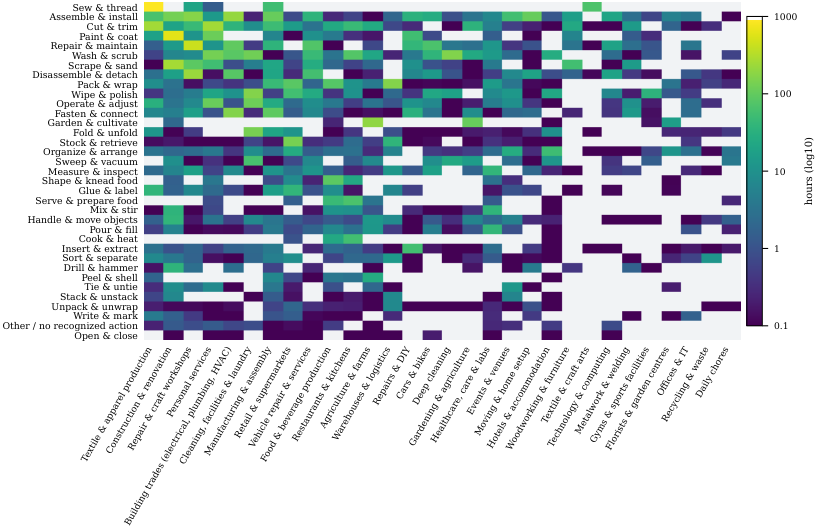 Sew & thread
Assemble & install
Cut & trim
Paint & coat
Repair & maintain
Wash & scrub
Scrape & sand
Disassemble & detach
Pack & wrap
Wipe & polish
Operate & adjust
Fasten & connect
Garden & cultivate
Fold & unfold
Stock & retrieve
Organize & arrange
Sweep & vacuum
Measure & inspect
Shape & knead food
Glue & label
Serve & prepare food
Mix & stir
Handle & move objects
Pour & fill
Cook & heat
Insert & extract
Sort & separate
Drill & hammer
Peel & shell
Tie & untie
Stack & unstack
Unpack & unwrap
Write & mark
Other / no recognized action
Open & close
Textile & apparel production
Construction & renovation
Repair & craft workshops
Personal services
Building trades (electrical, plumbing, HVAC)
Cleaning, facilities & laundry
Manufacturing & assembly
Retail & supermarkets
Vehicle repair & services
Food & beverage production
Restaurants & kitchens
Agriculture & farms
Warehouses & logistics
Repairs & DIY
Cars & bikes
Deep cleaning
Gardening & agriculture
Healthcare, care & labs
Events & venues
Moving & home setup
Hotels & accommodation
Woodworking & furniture
Textile & craft arts
Technology & computing
Metalwork & welding
Gyms & sports facilities
Florists & garden centres
Offices & IT
Recycling & waste
Daily chores
1000
100
10
1
0.1
hours (log10)